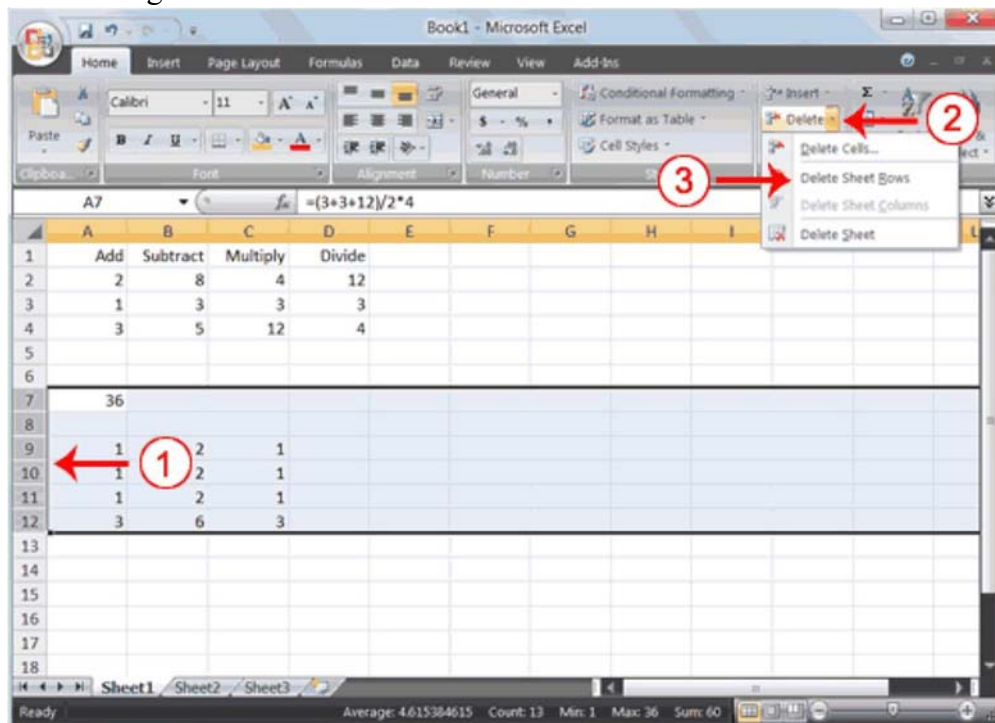 Book1 - Microsoft Excel
Home Insert Page Layout Formulas Data Review View Add-Ins
Calibri 11 A A General Conditional Formatting Insert Σ
Paste B I U A $ % , Format as Table Delete 2
Cell Styles Delete Cells...
Font Alignment Number 3 Delete Sheet Rows
Delete Sheet Columns
A7 fx =(3+3+12)/2*4
Delete Sheet
A B C D E F G H I L
1 Add Subtract Multiply Divide
2 2 8 4 12
3 1 3 3 3
4 3 5 12 4
5
6
7 36
8
9 1 2 1
1
10 1 2 1
11 1 2 1
12 3 6 3
13
14
15
16
17
18
Sheet1 Sheet2 Sheet3
Ready Average: 4.615384615 Count: 13 Min: 1 Max: 36 Sum: 60